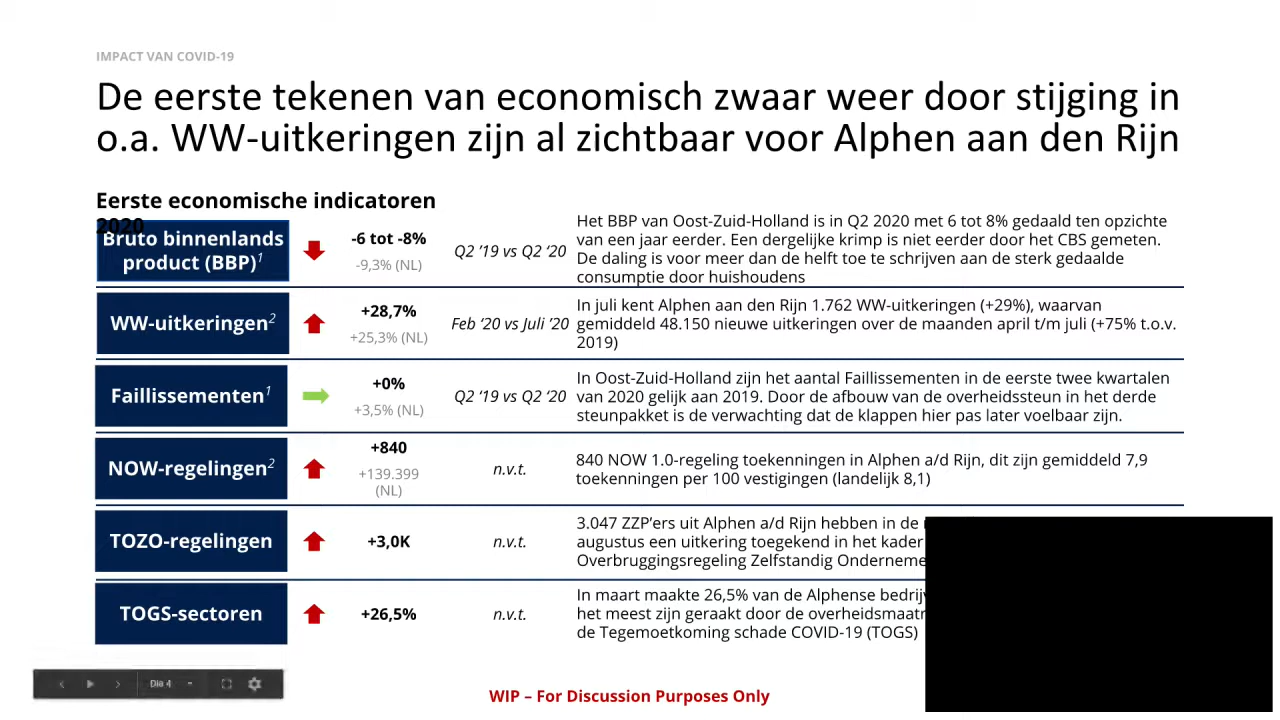 IMPACT VAN COVID-19
De eerste tekenen van economisch zwaar weer door stijging in
o.a. WW-uitkeringen zijn al zichtbaar voor Alphen aan den Rijn
Eerste economische indicatoren
2020
Bruto binnenlands
product (BBP)1
-6 tot -8%
-9,3% (NL)
Q2 ’19 vs Q2 ‘20
Het BBP van Oost-Zuid-Holland is in Q2 2020 met 6 tot 8% gedaald ten opzichte
van een jaar eerder. Een dergelijke krimp is niet eerder door het CBS gemeten.
De daling is voor meer dan de helft toe te schrijven aan de sterk gedaalde
consumptie door huishoudens
WW-uitkeringen2
+28,7%
+25,3% (NL)
Feb ‘20 vs Juli ’20
In juli kent Alphen aan den Rijn 1.762 WW-uitkeringen (+29%), waarvan
gemiddeld 48.150 nieuwe uitkeringen over de maanden april t/m juli (+75% t.o.v.
2019)
Faillissementen1
+0%
+3,5% (NL)
Q2 ‘19 vs Q2 ‘20
In Oost-Zuid-Holland zijn het aantal Faillissementen in de eerste twee kwartalen
van 2020 gelijk aan 2019. Door de afbouw van de overheidssteun in het derde
steunpakket is de verwachting dat de klappen hier pas later voelbaar zijn.
NOW-regelingen2
+840
+139.399
(NL)
n.v.t.
840 NOW 1.0-regeling toekenningen in Alphen a/d Rijn, dit zijn gemiddeld 7,9
toekenningen per 100 vestigingen (landelijk 8,1)
TOZO-regelingen
+3,0K
n.v.t.
3.047 ZZP’ers uit Alphen a/d Rijn hebben in de
augustus een uitkering toegekend in het kader
Overbruggingsregeling Zelfstandig
TOGS-sectoren
+26,5%
n.v.t.
In maart maakte 26,5% van de Alphense
het meest zijn geraakt door de
de Tegemoetkoming schade COVID-19 (TOGS)
Dia 4
WIP – For Discussion Purposes Only